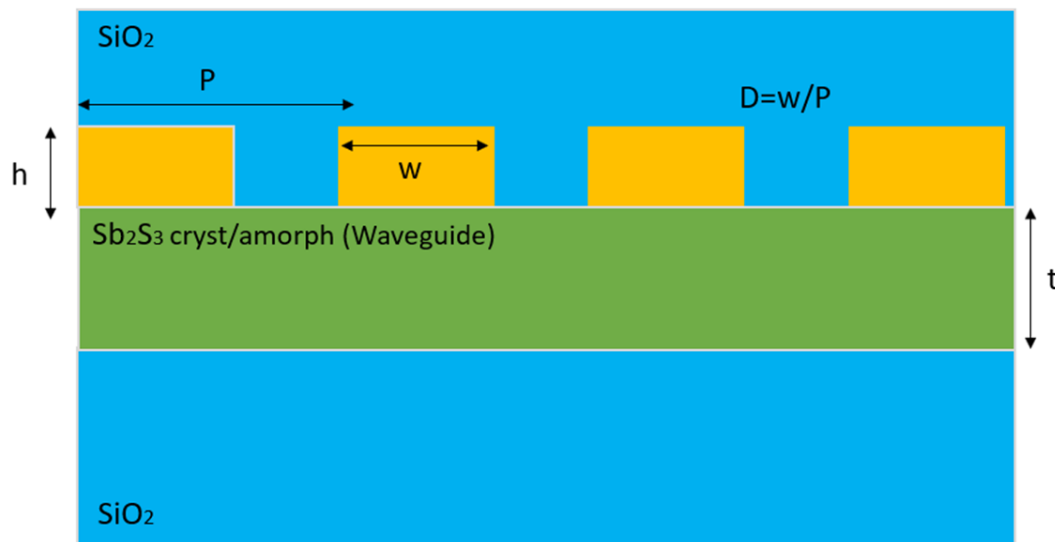 SiO₂
P
D=w/P
h
w
Sb₂S₃ cryst/amorph (Waveguide)
t
SiO₂